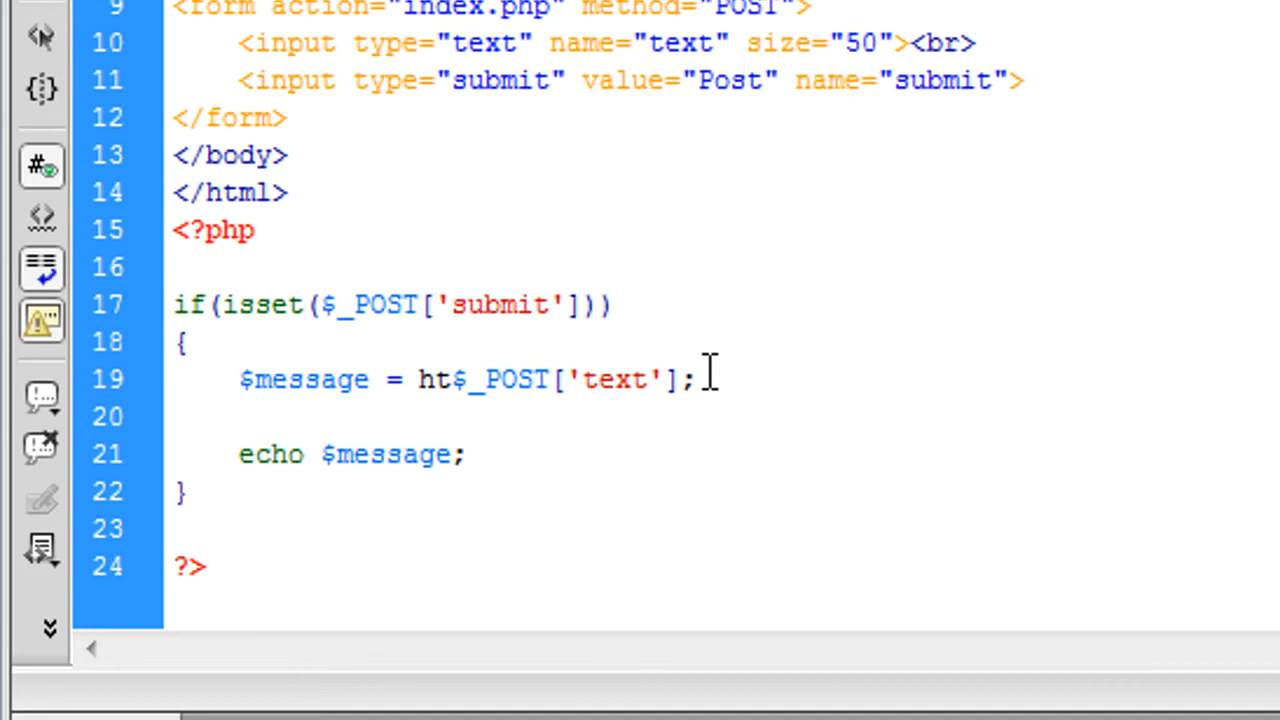 9 <form action="index.php" method="POST">
10 <input type="text" name="text" size="50"><br>
11 <input type="submit" value="Post" name="submit">
12 </form>
13 </body>
14 </html>
15 <?php
16
17 if(isset($_POST['submit']))
18 {
19 $message = ht$_POST['text'];
20
21 echo $message;
22 }
23
24 ?>